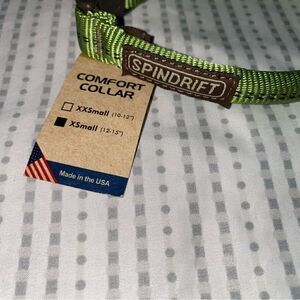 SPINDRIFT
COMFORT
COLLAR
XXSmall (10-12")
XSmall (12-15")
Made in the USA